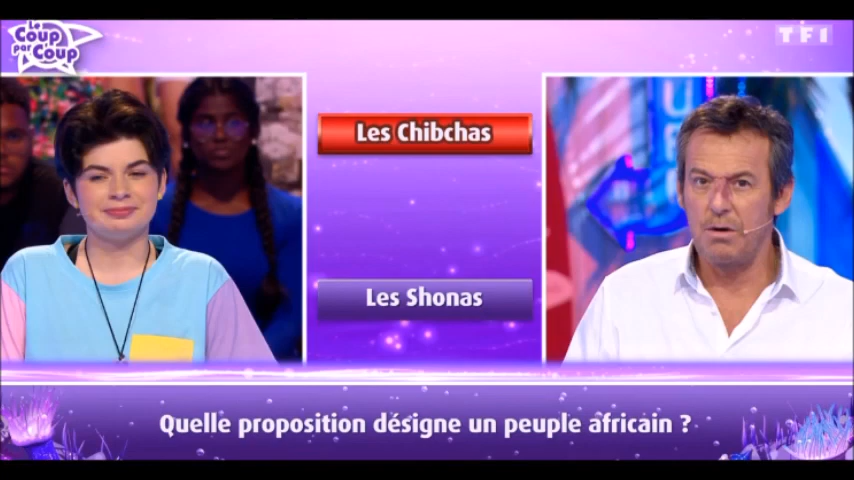 Le
Coup
par
Coup
TF1
Les Chibchas
Les Shonas
Quelle proposition désigne un peuple africain ?